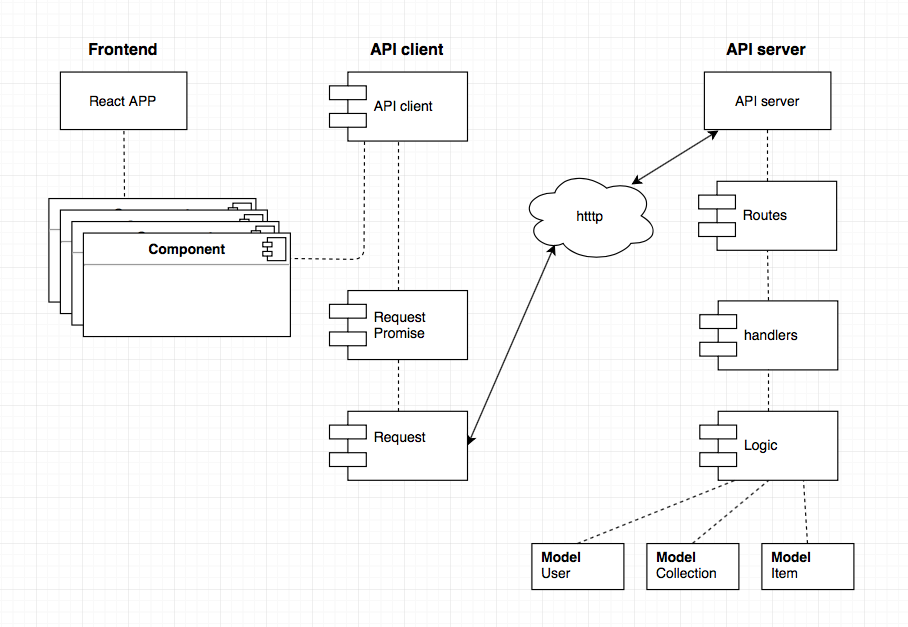 Frontend
API client
API server
React APP
API client
API server
htttp
Routes
Component
Request
Promise
handlers
Request
Logic
Model
User
Model
Collection
Model
Item